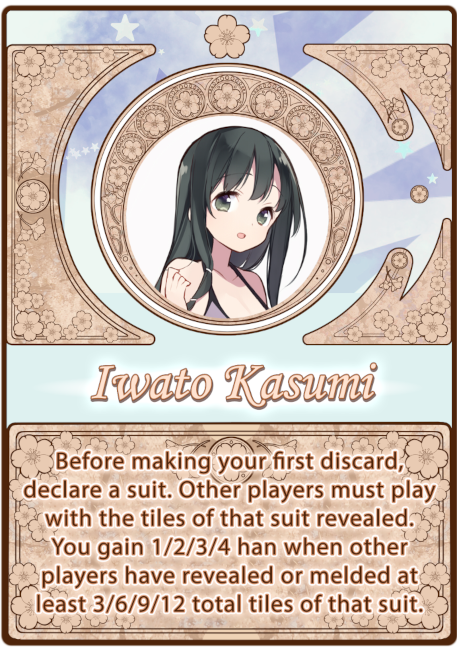 Iwato Kasumi
Before making your first discard,
declare a suit. Other players must play
with the tiles of that suit revealed.
You gain 1/2/3/4 han when other
players have revealed or melded at
least 3/6/9/12 total tiles of that suit.